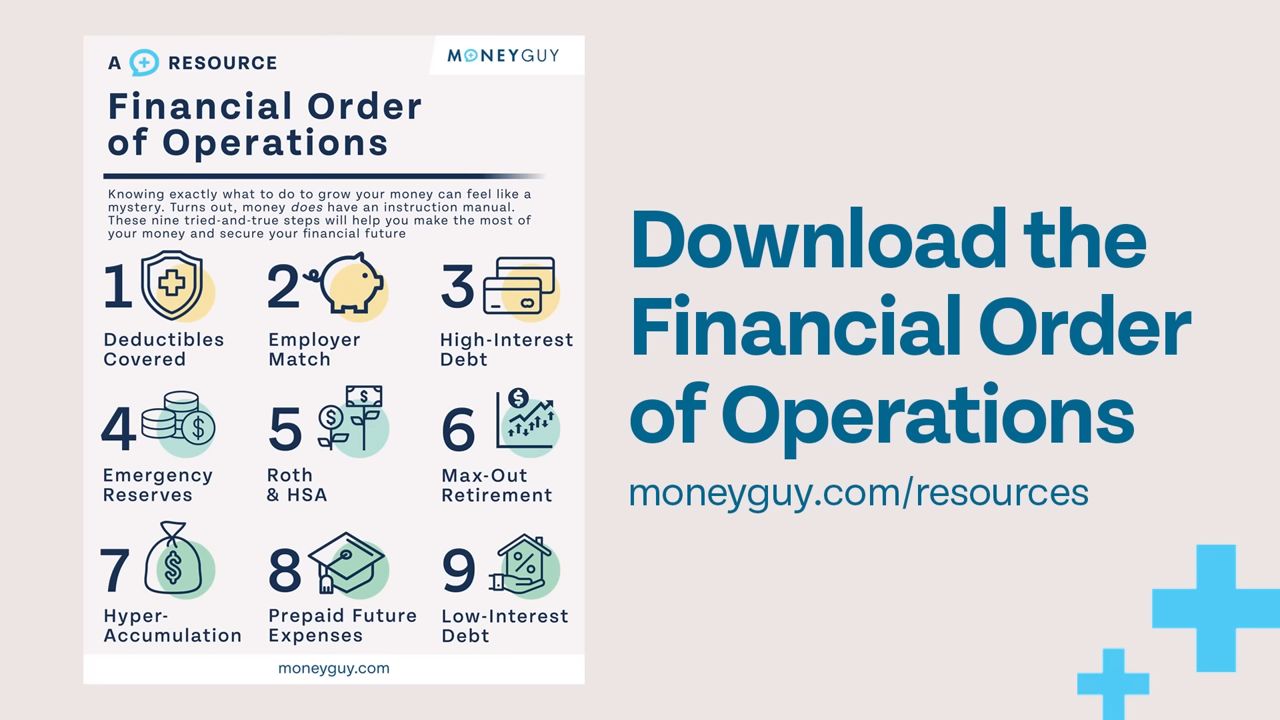 A RESOURCE
MONEYGUY
Financial Order
of Operations
Knowing exactly what to do to grow your money can feel like a
mystery. Turns out, money does have an instruction manual.
These nine tried-and-true steps will help you make the most of
your money and secure your financial future
1
Deductibles
Covered
2
Employer
Match
3
High-Interest
Debt
4
$
Emergency
Reserves
5
$
$
Roth
& HSA
6
$
Max-Out
Retirement
7
$
Hyper-
Accumulation
8
Prepaid Future
Expenses
9
%
Low-Interest
Debt
moneyguy.com
Download the
Financial Order
of Operations
moneyguy.com/resources